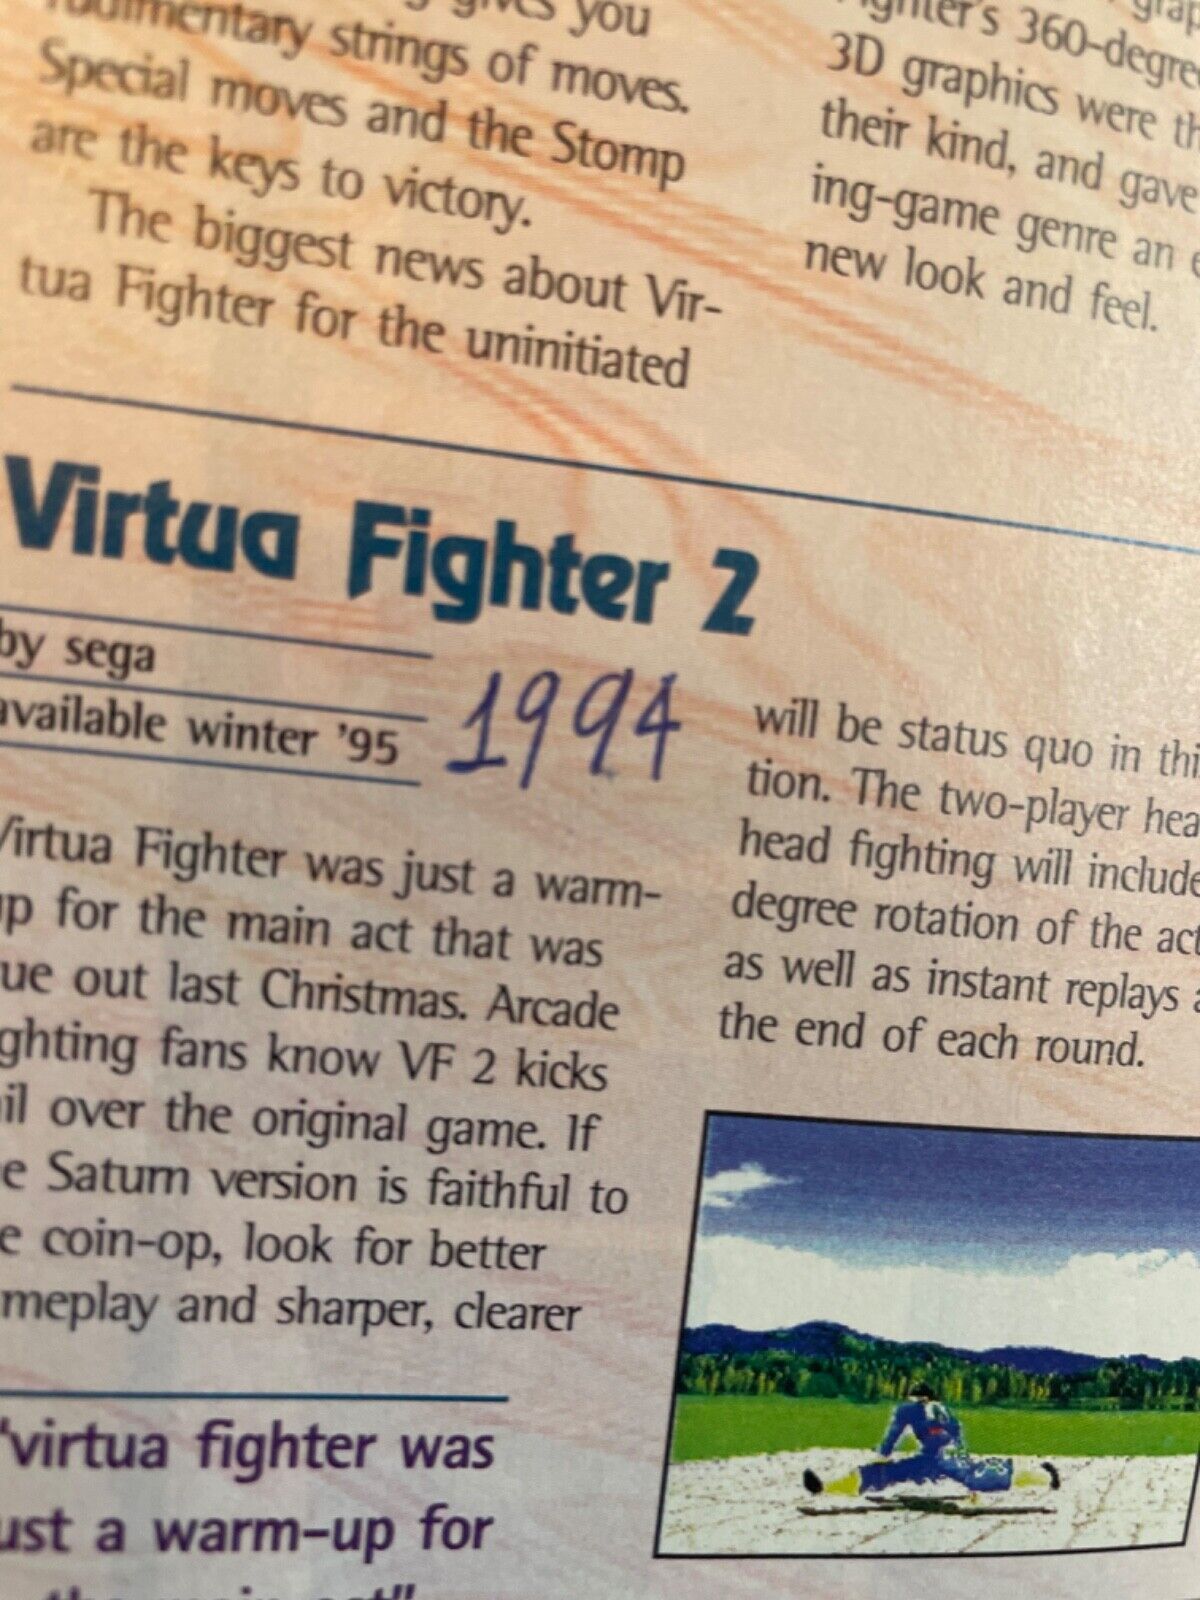 gives you
rudimentary strings of moves.
Special moves and the Stomp
are the keys to victory.
The biggest news about Vir-
tua Fighter for the uninitiated
360-degree
3D graphics were
their kind, and gave
ing-game genre an
new look and feel.
Virtua Fighter 2
by sega
available winter '95
1994
Virtua Fighter was just a warm-
up for the main act that was
ue out last Christmas. Arcade
ghting fans know VF 2 kicks
il over the original game. If
e Saturn version is faithful to
e coin-op, look for better
meplay and sharper, clearer
"virtua fighter was
ust a warm-up for
will be status quo in thi
tion. The two-player hea
head fighting will include
degree rotation of the act
as well as instant replays a
the end of each round.